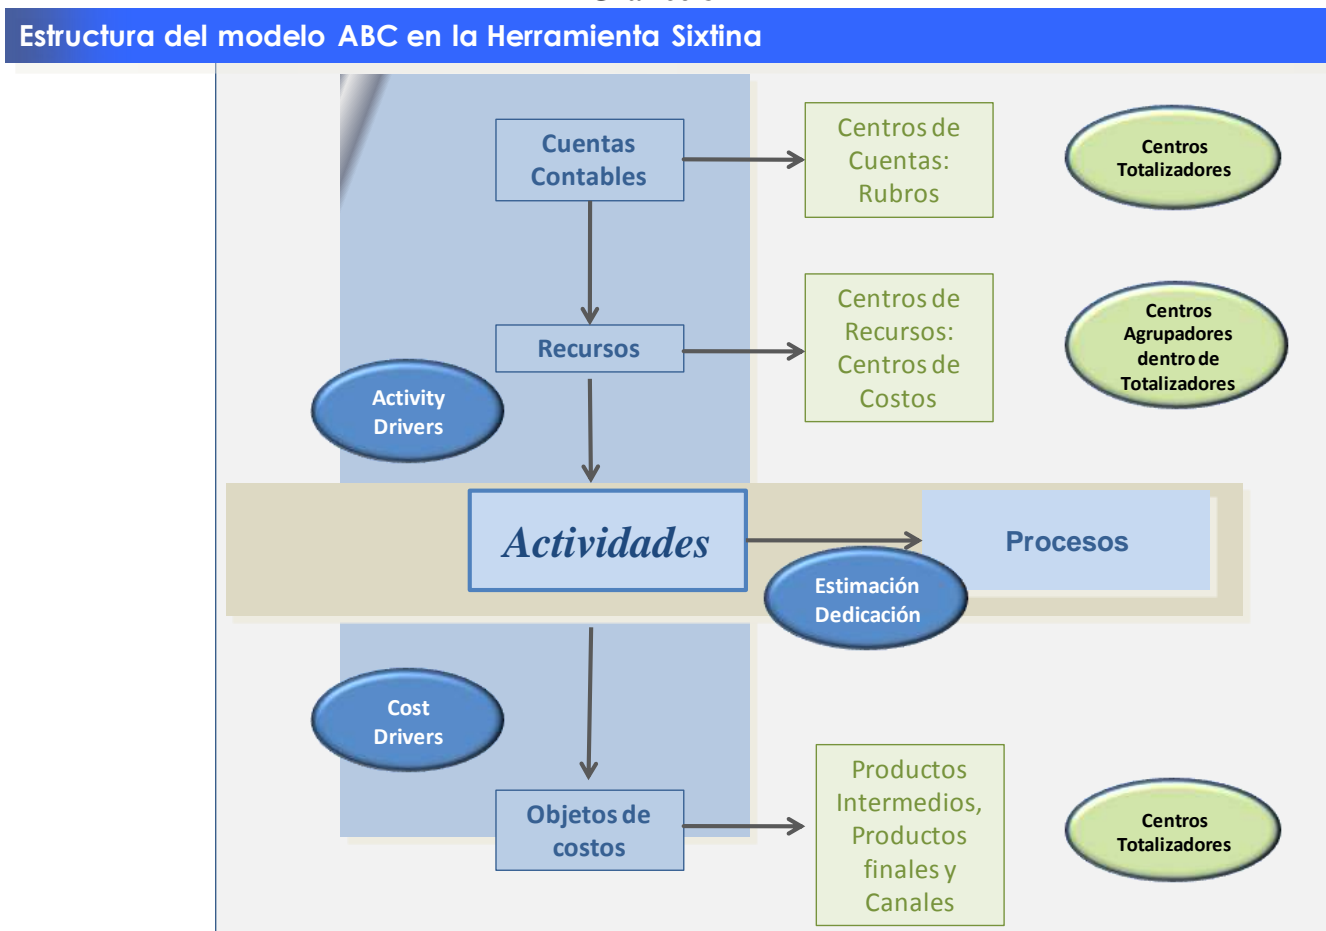 Estructura del modelo ABC en la Herramienta Sixtina
Cuentas
Contables
Centros de
Cuentas:
Rubros
Centros
Totalizadores
Recursos
Centros de
Recursos:
Centros de
Costos
Centros
Agrupadores
dentro de
Totalizadores
Activity
Drivers
Actividades
Procesos
Estimación
Dedicación
Cost
Drivers
Objetos de
costos
Productos
Intermedios,
Productos
finales y
Canales
Centros
Totalizadores